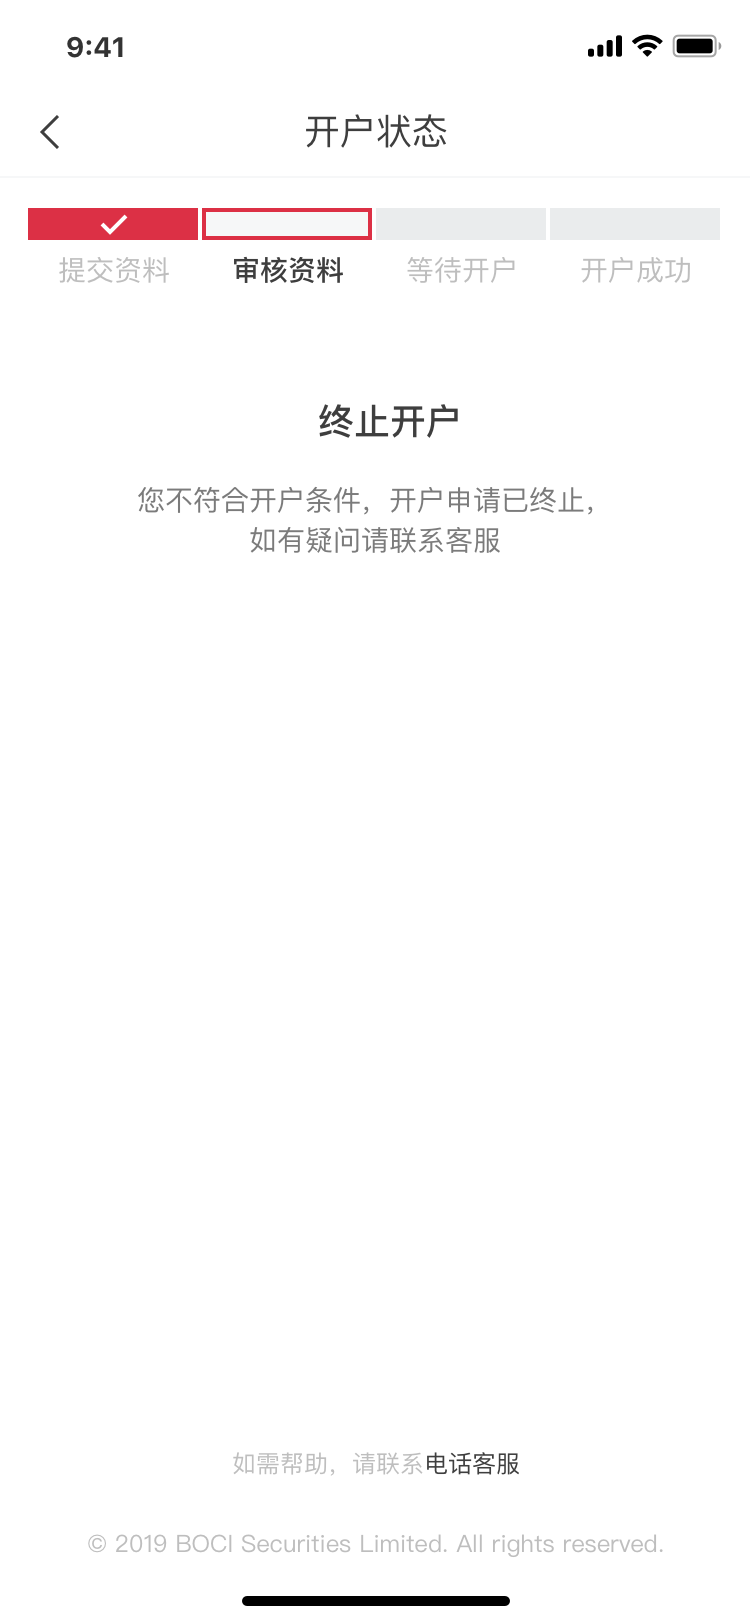 9:41
开户状态
提交资料 审核资料 等待开户 开户成功
终止开户
您不符合开户条件，开户申请已终止，
如有疑问请联系客服
如需帮助，请联系电话客服
© 2019 BOCI Securities Limited. All rights reserved.